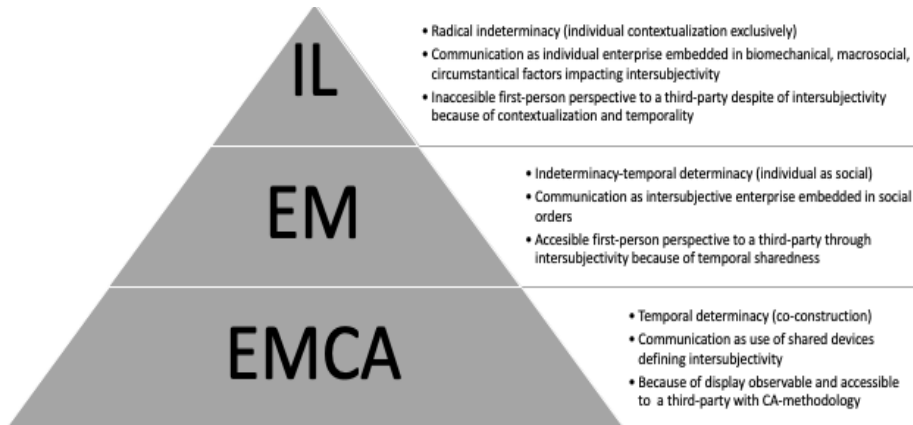 IL
• Radical indeterminacy (individual contextualization exclusively)
• Communication as individual enterprise embedded in biomechanical, macrosocial,
circumstantical factors impacting intersubjectivity
• Inaccesible first-person perspective to a third-party despite of intersubjectivity
because of contextualization and temporality
EM
• Indeterminacy-temporal determinacy (individual as social)
• Communication as intersubjective enterprise embedded in social
orders
• Accesible first-person perspective to a third-party through
intersubjectivity because of temporal sharedness
EMCA
• Temporal determinacy (co-construction)
• Communication as use of shared devices
defining intersubjectivity
• Because of display observable and accessible
to a third-party with CA-methodology